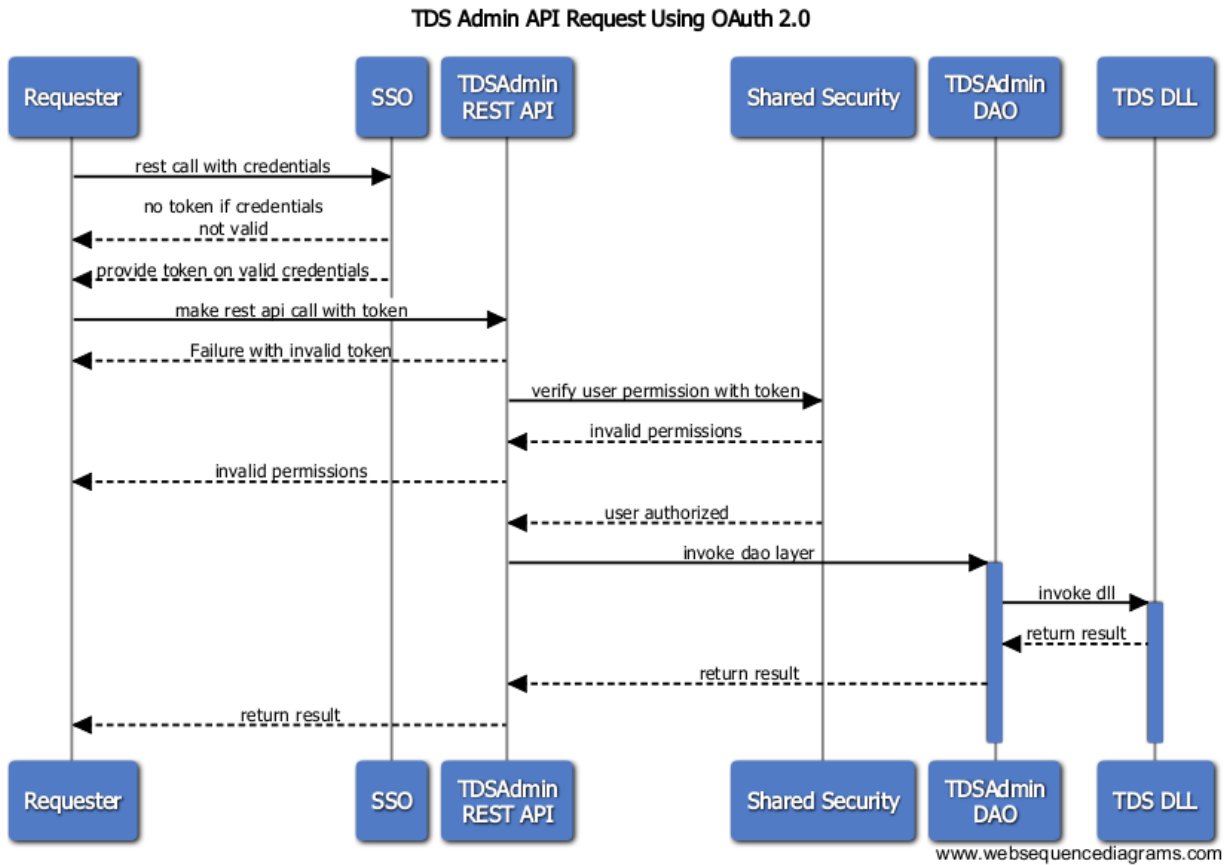 TDS Admin API Request Using OAuth 2.0
Requester
SSO
TDSAdmin
REST API
Shared Security
TDSAdmin
DAO
TDS DLL
rest call with credentials
no token if credentials
not valid
provide token on valid credentials
make rest api call with token
Failure with invalid token
verify user permission with token
invalid permissions
invalid permissions
user authorized
invoke dao layer
invoke dll
return result
return result
return result
Requester
SSO
TDSAdmin
REST API
Shared Security
TDSAdmin
DAO
TDS DLL
www.websequencediagrams.com